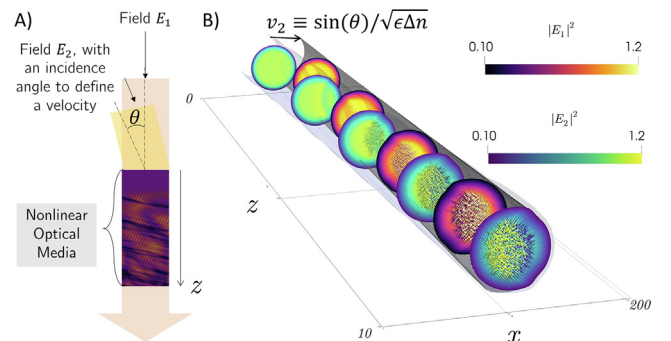 A)
Field E₁
Field E₂, with
an incidence
angle to define
a velocity
θ
Nonlinear
Optical
Media
z
B)
v₂ ≡ sin(θ)/√ϵΔn
|E₁|²
0.10
1.2
|E₂|²
0.10
1.2
0
z
10
x
200